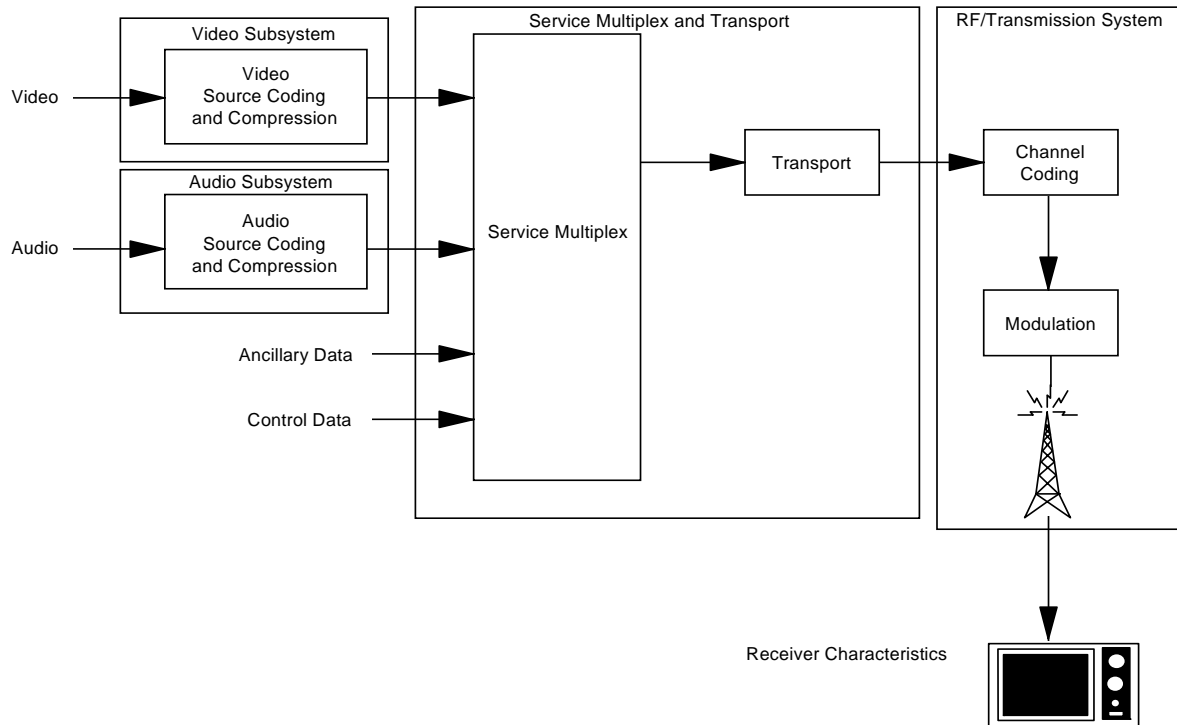 Service Multiplex and Transport
RF/Transmission System
Video Subsystem
Video
Source Coding
and Compression
Video
Audio Subsystem
Audio
Source Coding
and Compression
Audio
Service Multiplex
Transport
Channel
Coding
Modulation
Ancillary Data
Control Data
Receiver Characteristics